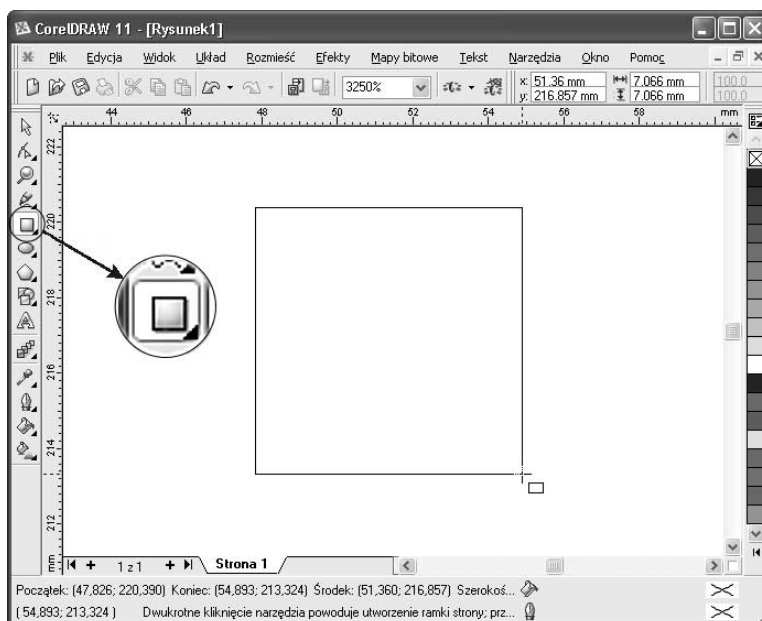 CorelDRAW 11 - [Rysunek1]
Plik Edycja Widok Układ Rozmieść Efekty Mapy bitowe Tekst Narzędzia Okno Pomoc
3250% x: 51.36 mm 7.066 mm 100.0
y: 216.857 mm 7.066 mm 100.0
44 46 48 50 52 54 56 58 mm
222
220
218
216
214
212
mm
1 z 1 Strona 1
Początek: (47,826; 220,390) Koniec: (54,893; 213,324) Środek: (51,360; 216,857) Szerokoś...
( 54,893; 213,324 ) Dwukrotne kliknięcie narzędzia powoduje utworzenie ramki strony; prz...